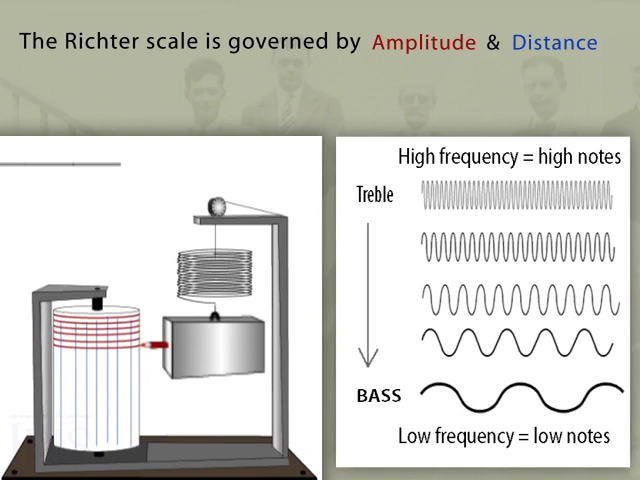 The Richter scale is governed by Amplitude & Distance
High frequency = high notes
Treble
BASS
Low frequency = low notes